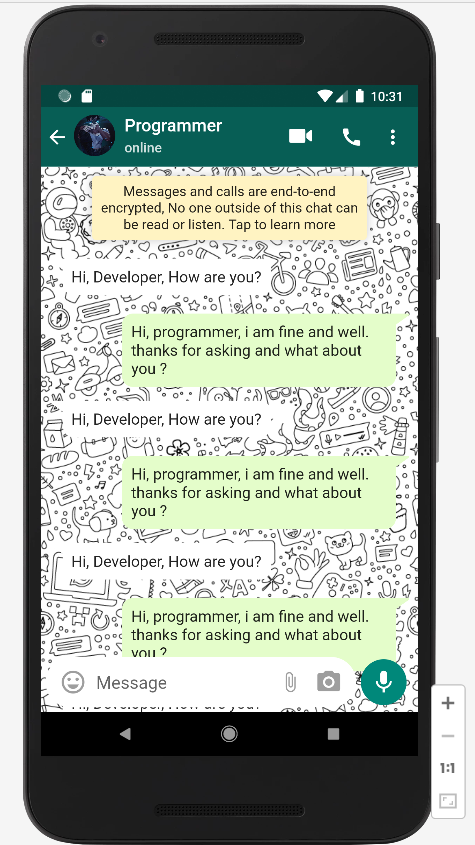 10:31
Programmer
online
Messages and calls are end-to-end
encrypted, No one outside of this chat can
be read or listen. Tap to learn more
Hi, Developer, How are you?
Hi, programmer, i am fine and well.
thanks for asking and what about
you ?
Hi, Developer, How are you?
Hi, programmer, i am fine and well.
thanks for asking and what about
you ?
Hi, Developer, How are you?
Hi, programmer, i am fine and well.
thanks for asking and what about
you ?
Message
Hi, Developer, How are you?
1:1